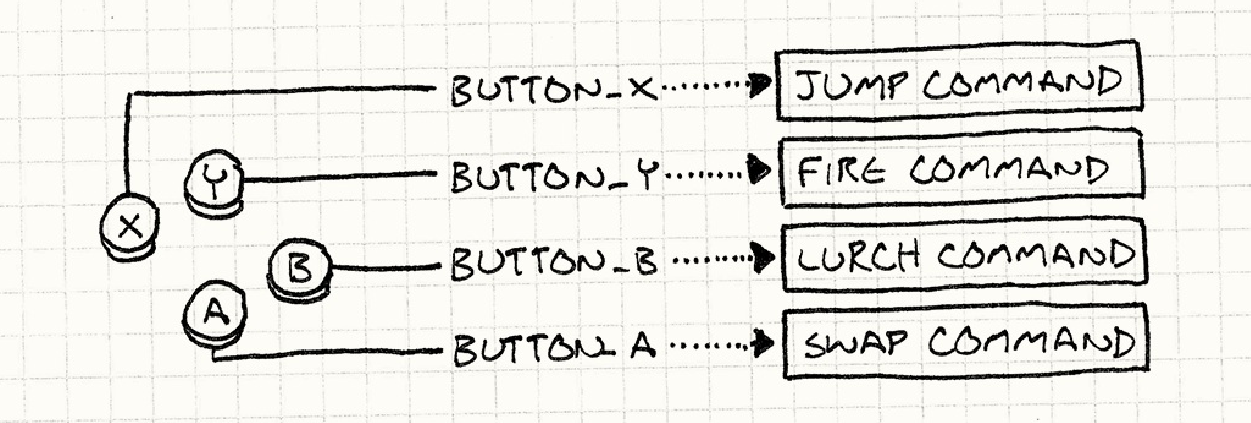 BUTTON_X JUMP COMMAND
Y BUTTON_Y FIRE COMMAND
X
B BUTTON_B LURCH COMMAND
A
BUTTON_A SWAP COMMAND